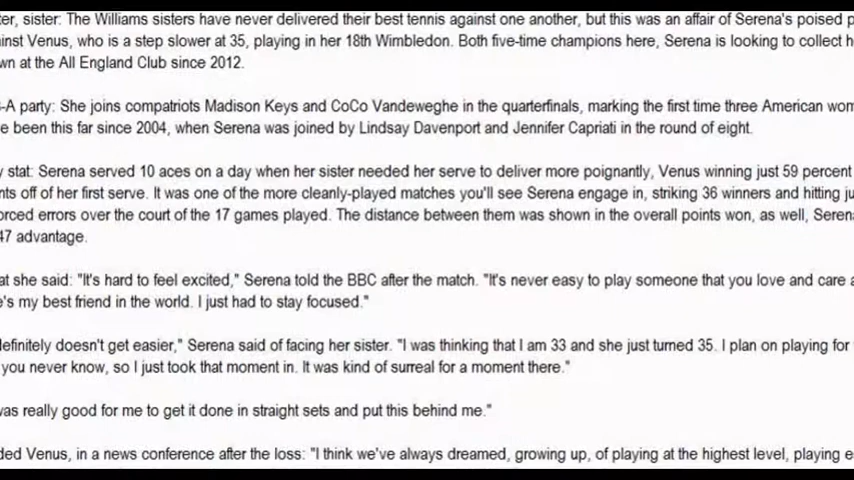 er, sister: The Williams sisters have never delivered their best tennis against one another, but this was an affair of Serena's poised p
inst Venus, who is a step slower at 35, playing in her 18th Wimbledon. Both five-time champions here, Serena is looking to collect h
wn at the All England Club since 2012.
-A party: She joins compatriots Madison Keys and CoCo Vandeweghe in the quarterfinals, marking the first time three American wom
e been this far since 2004, when Serena was joined by Lindsay Davenport and Jennifer Capriati in the round of eight.
y stat: Serena served 10 aces on a day when her sister needed her serve to deliver more poignantly, Venus winning just 59 percent
nts off of her first serve. It was one of the more cleanly-played matches you'll see Serena engage in, striking 36 winners and hitting ju
orced errors over the court of the 17 games played. The distance between them was shown in the overall points won, as well, Serena
47 advantage.
at she said: "It's hard to feel excited," Serena told the BBC after the match. "It's never easy to play someone that you love and care a
e's my best friend in the world. I just had to stay focused."
definitely doesn't get easier," Serena said of facing her sister. "I was thinking that I am 33 and she just turned 35. I plan on playing for
you never know, so I just took that moment in. It was kind of surreal for a moment there."
was really good for me to get it done in straight sets and put this behind me."
ded Venus, in a news conference after the loss: "I think we've always dreamed, growing up, of playing at the highest level, playing e